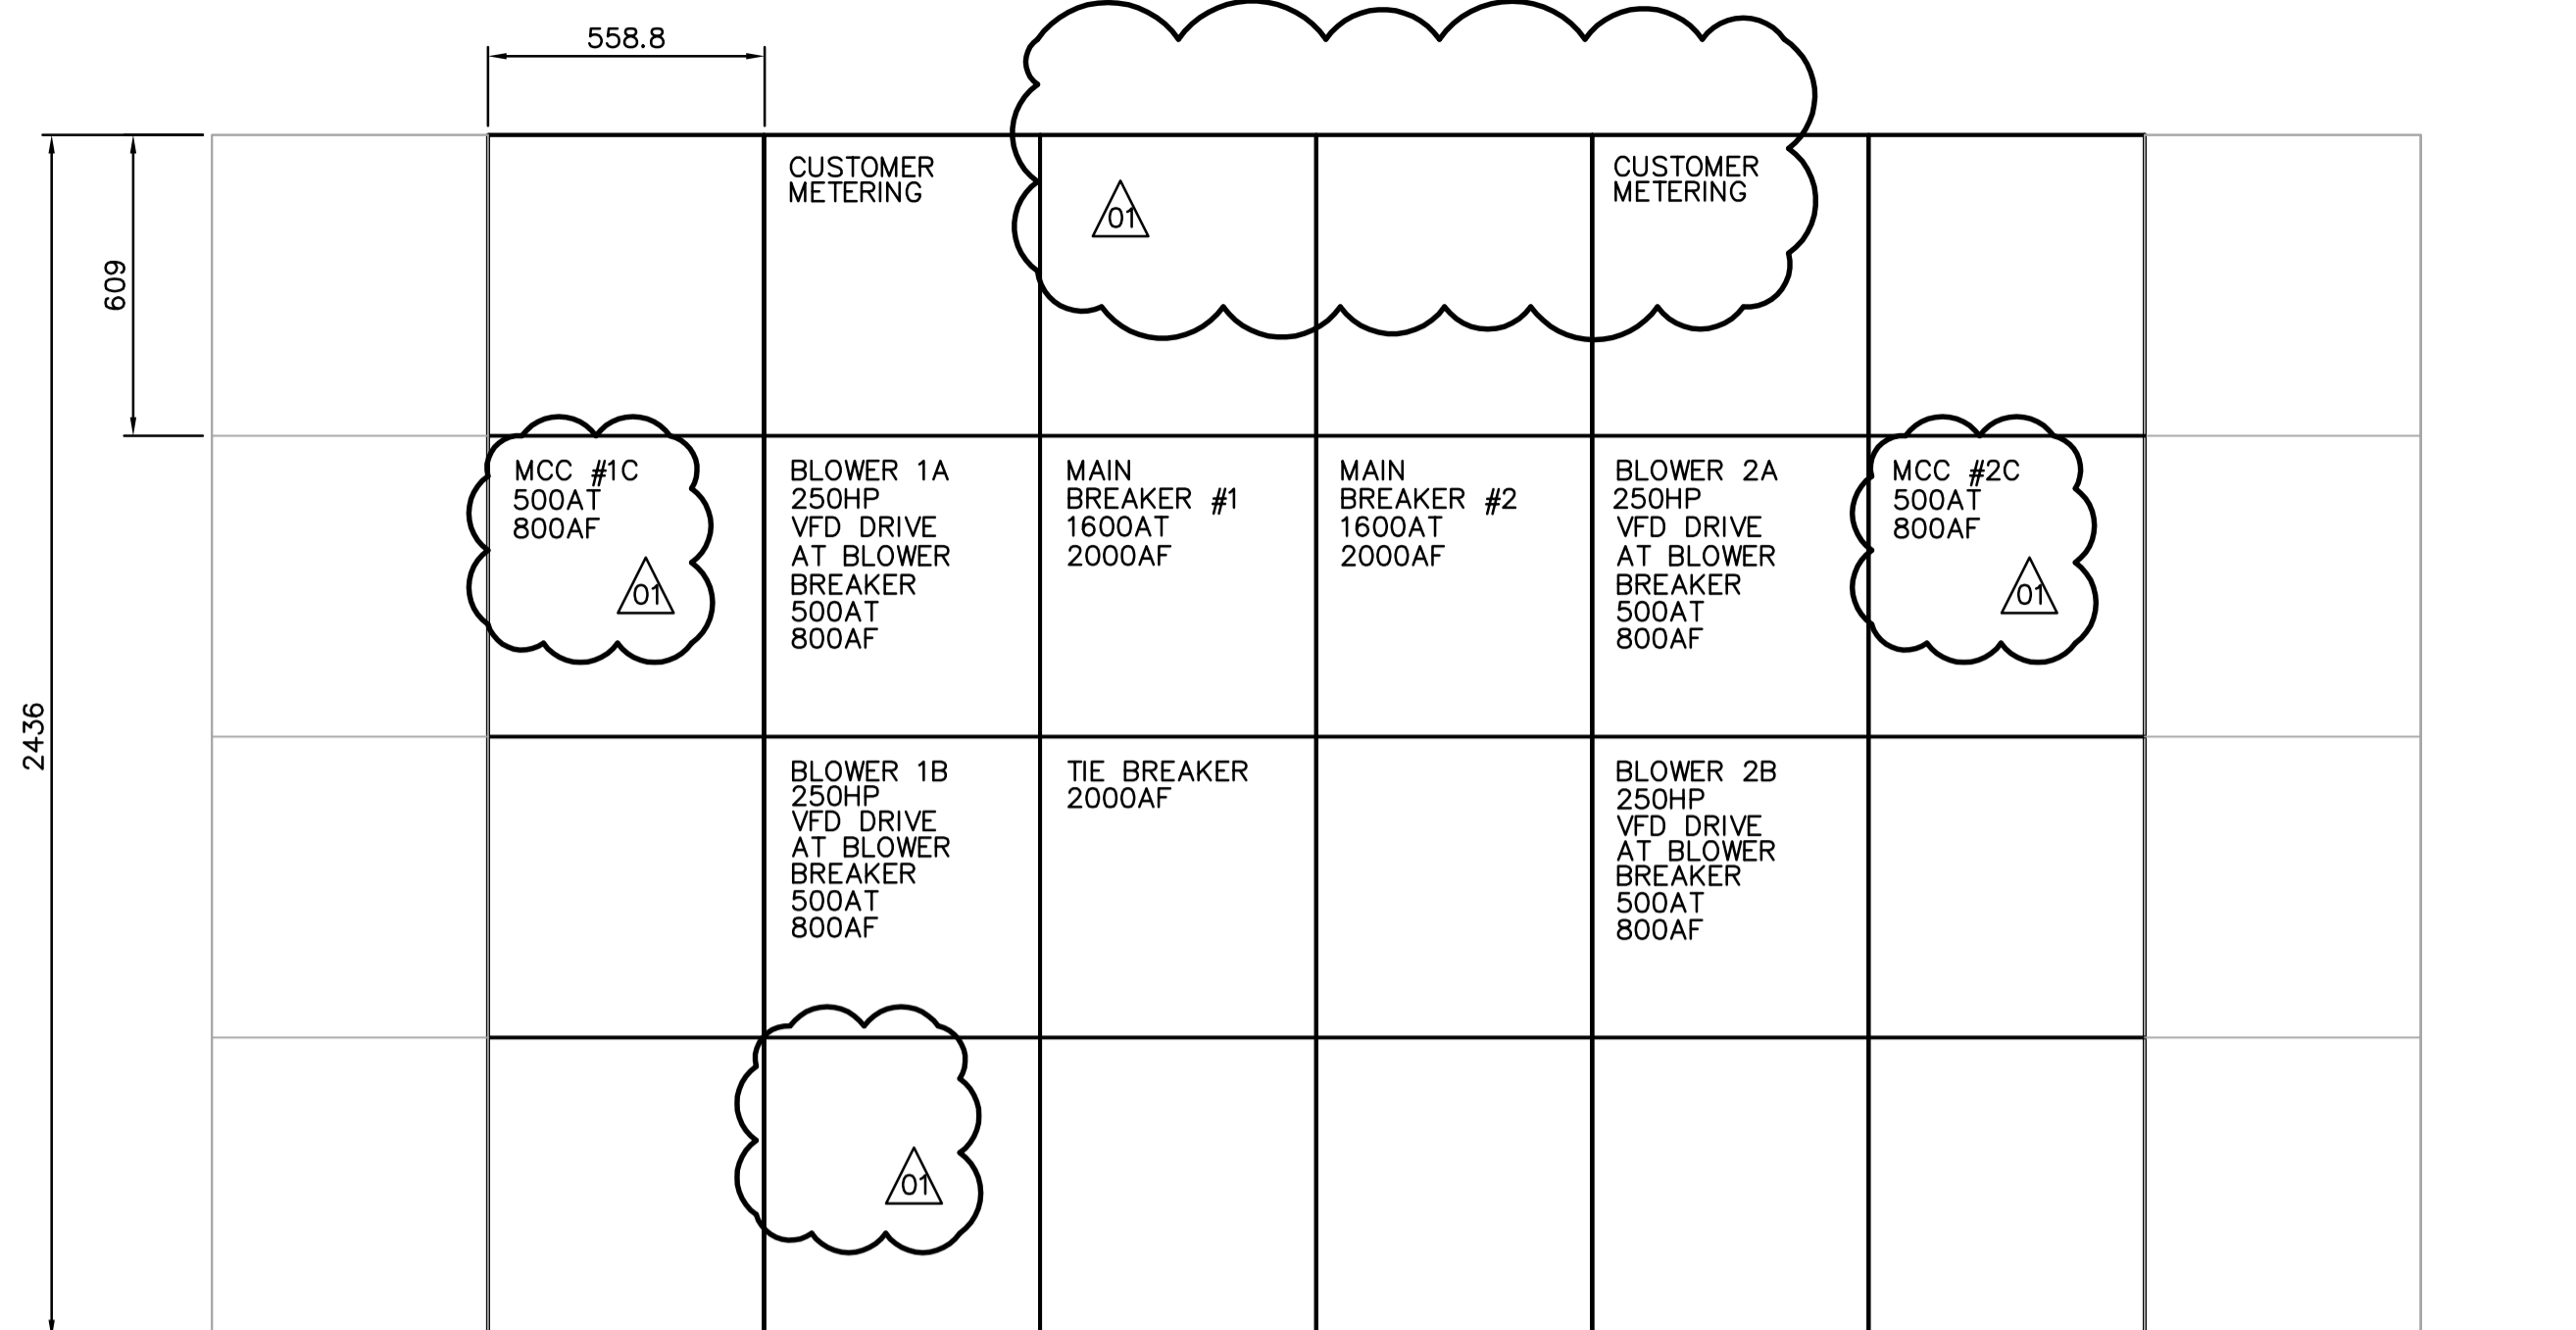 558.8
609
2436
CUSTOMER
METERING
01
CUSTOMER
METERING
MCC #1C
500AT
800AF
01
BLOWER 1A
250HP
VFD DRIVE
AT BLOWER
BREAKER
500AT
800AF
MAIN
BREAKER #1
1600AT
2000AF
MAIN
BREAKER #2
1600AT
2000AF
BLOWER 2A
250HP
VFD DRIVE
AT BLOWER
BREAKER
500AT
800AF
MCC #2C
500AT
800AF
01
BLOWER 1B
250HP
VFD DRIVE
AT BLOWER
BREAKER
500AT
800AF
TIE BREAKER
2000AF
BLOWER 2B
250HP
VFD DRIVE
AT BLOWER
BREAKER
500AT
800AF
01